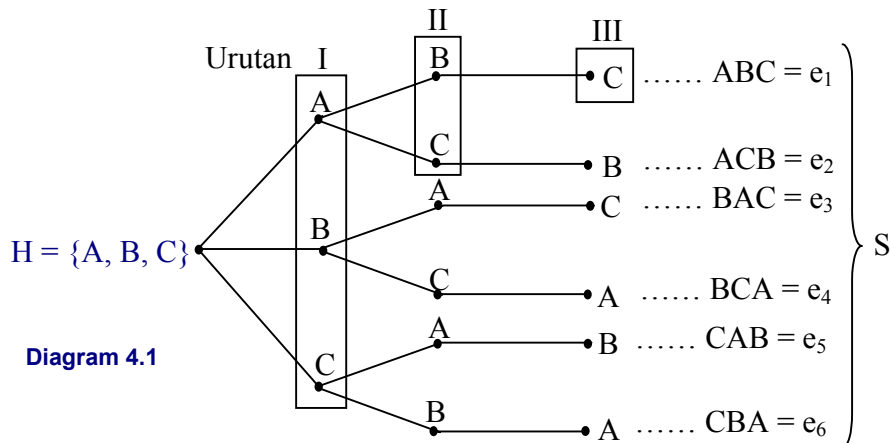 Urutan I II III
A B C …… ABC = e₁
C B …… ACB = e₂
H = {A, B, C} B A C …… BAC = e₃ S
C A …… BCA = e₄
Diagram 4.1 C A B …… CAB = e₅
B A …… CBA = e₆